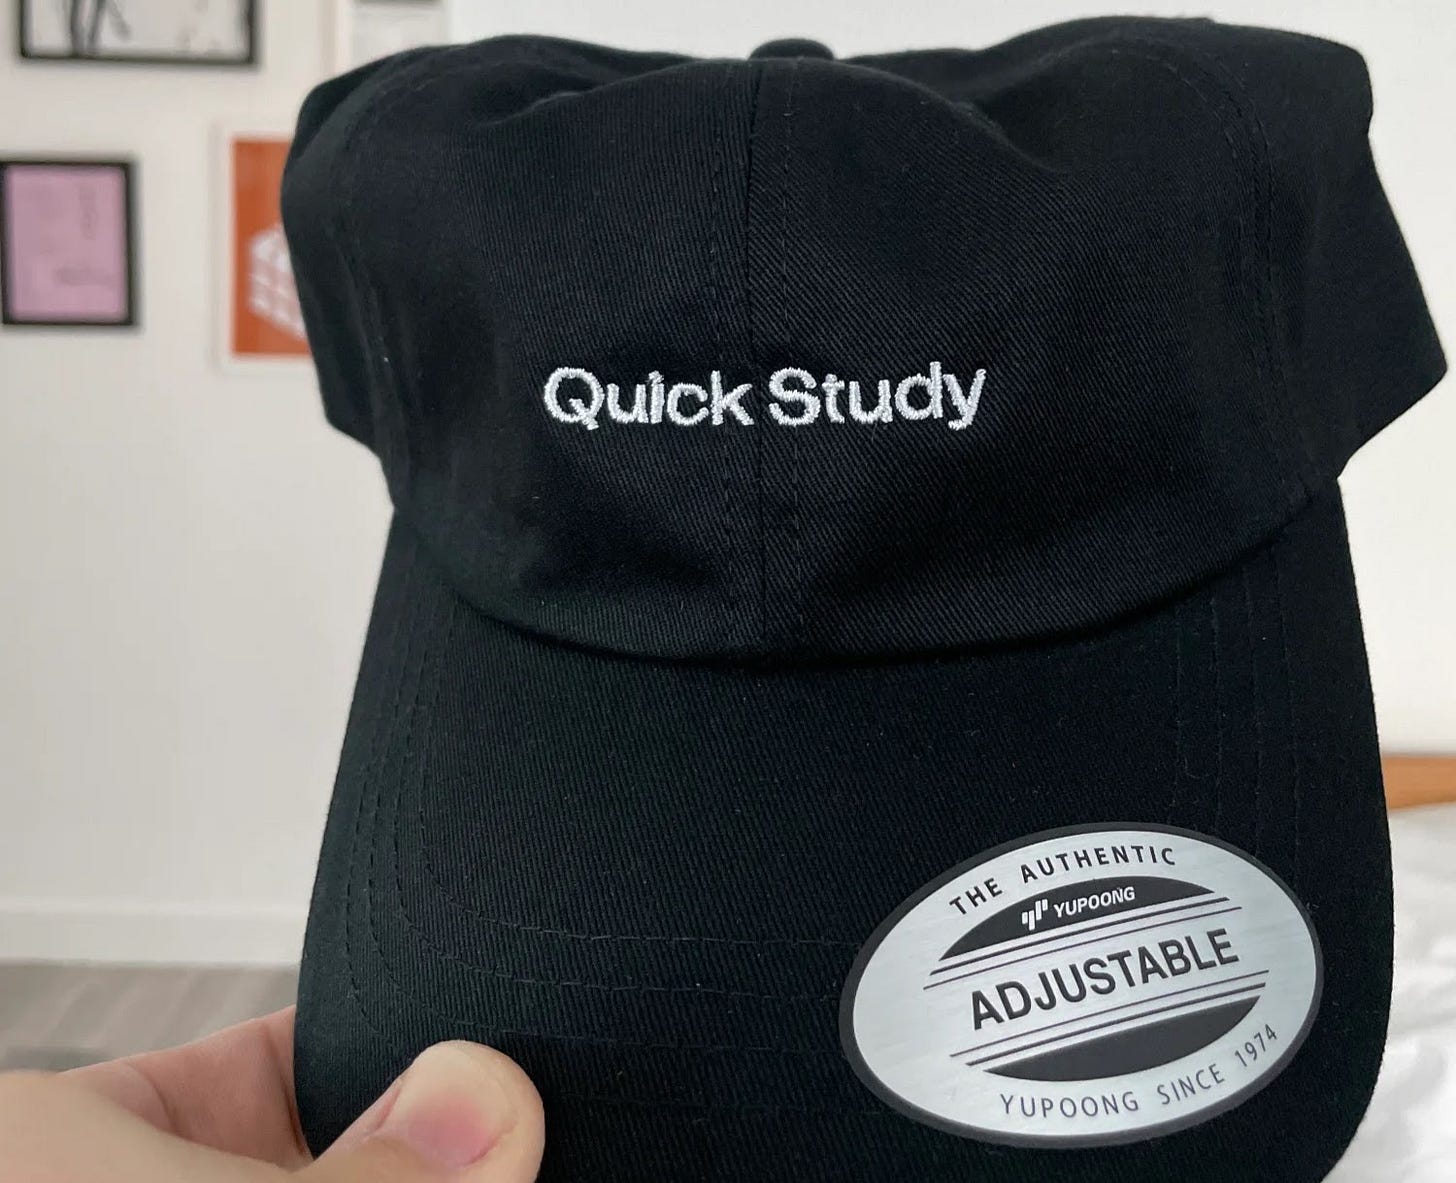 Quick Study
THE AUTHENTIC
YUPOONG
ADJUSTABLE
YUPOONG SINCE 1974